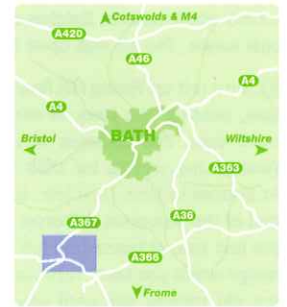 Cotswolds & M4
A420
A46
A4
A4
BATH
Bristol
Wiltshire
A363
A367
A36
A366
Frome